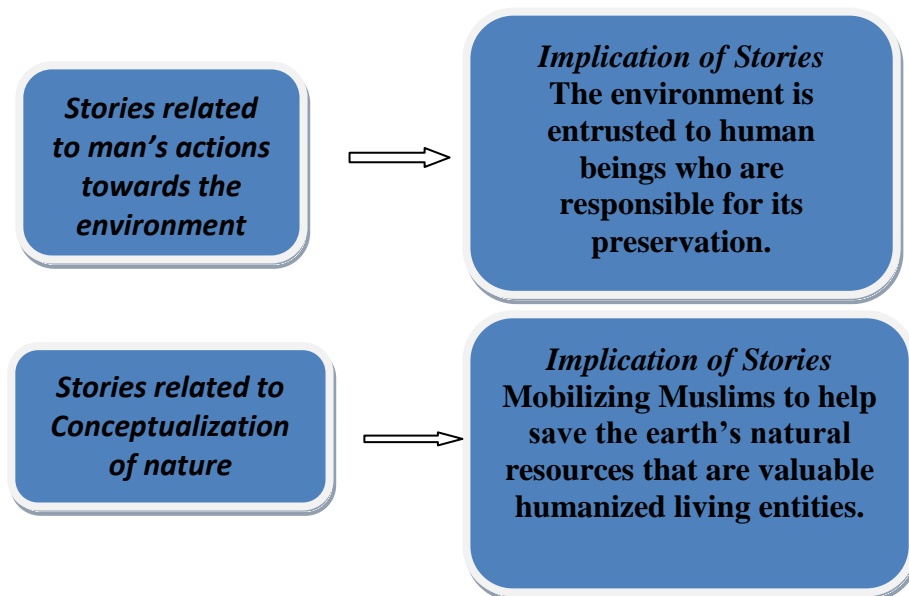 Stories related
to man’s actions
towards the
environment
Implication of Stories
The environment is
entrusted to human
beings who are
responsible for its
preservation.
Stories related to
Conceptualization
of nature
Implication of Stories
Mobilizing Muslims to help
save the earth’s natural
resources that are valuable
humanized living entities.